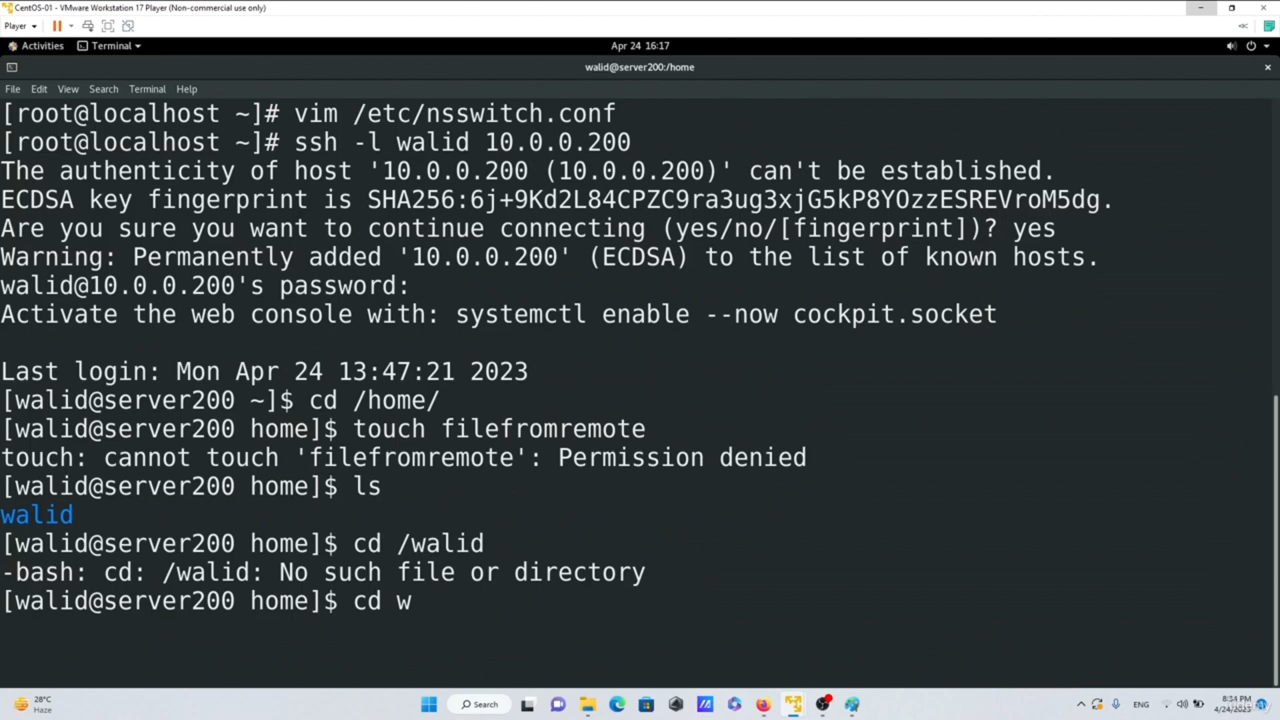 CentOS-01 - VMware Workstation 17 Player (Non-commercial use only)
Player
Activities Terminal Apr 24 16:17
walid@server200:/home
File Edit View Search Terminal Help
[root@localhost ~]# vim /etc/nsswitch.conf
[root@localhost ~]# ssh -l walid 10.0.0.200
The authenticity of host '10.0.0.200 (10.0.0.200)' can't be established.
ECDSA key fingerprint is SHA256:6j+9Kd2L84CPZC9ra3ug3xjG5kP8YOzzESREVroM5dg.
Are you sure you want to continue connecting (yes/no/[fingerprint])? yes
Warning: Permanently added '10.0.0.200' (ECDSA) to the list of known hosts.
walid@10.0.0.200's password:
Activate the web console with: systemctl enable --now cockpit.socket
Last login: Mon Apr 24 13:47:21 2023
[walid@server200 ~]$ cd /home/
[walid@server200 home]$ touch filefromremote
touch: cannot touch 'filefromremote': Permission denied
[walid@server200 home]$ ls
walid
[walid@server200 home]$ cd /walid
-bash: cd: /walid: No such file or directory
[walid@server200 home]$ cd w
28°C
Haze
Search
ENG
4/24/2023